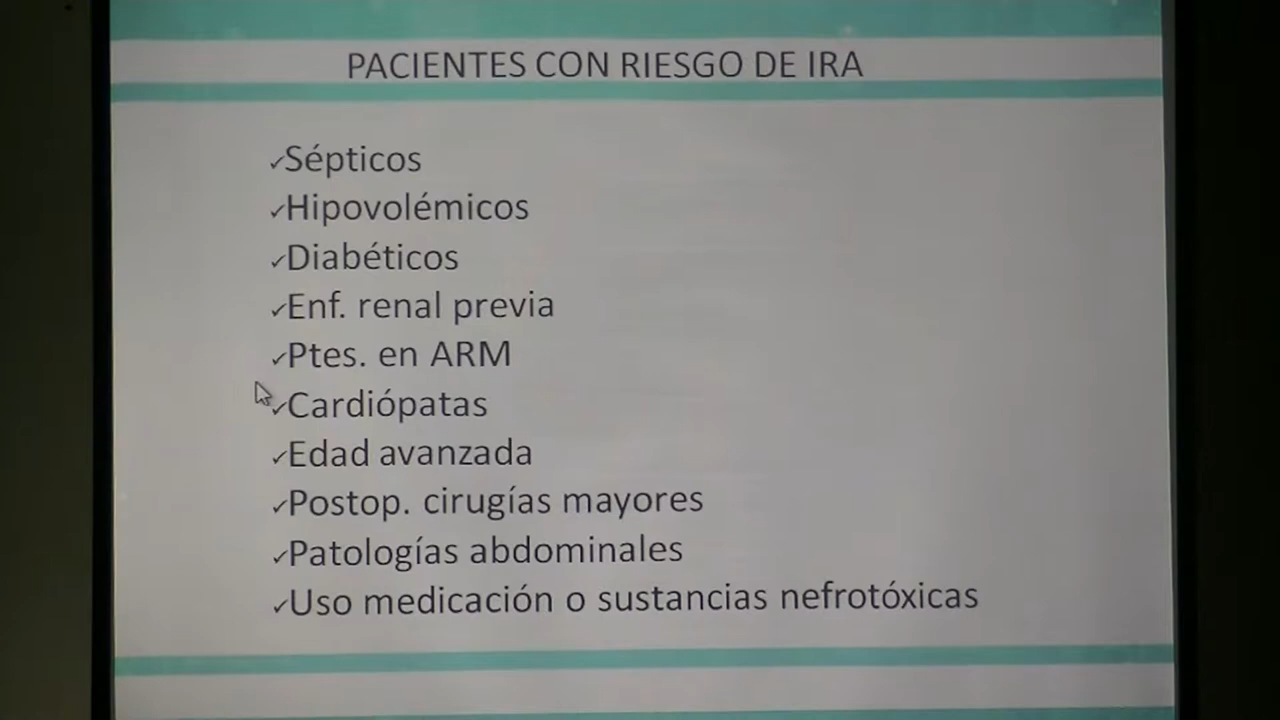 PACIENTES CON RIESGO DE IRA
✓Sépticos
✓Hipovolémicos
✓Diabéticos
✓Enf. renal previa
✓Ptes. en ARM
✓Cardiópatas
✓Edad avanzada
✓Postop. cirugías mayores
✓Patologías abdominales
✓Uso medicación o sustancias nefrotóxicas